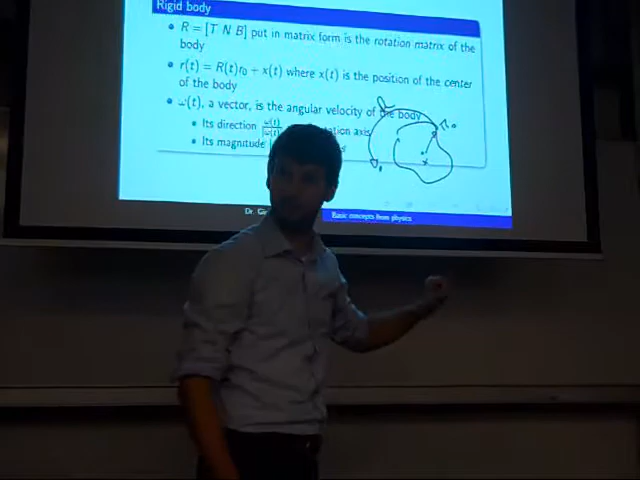 Rigid body
R = [T N B] put in matrix form is the rotation matrix of the
body
r(t) = R(t)r₀ + x(t) where x(t) is the position of the center
of the body
ω(t), a vector, is the angular velocity of the body
Its direction ω(t) axis
Its magnitude
Dr. Basic concepts from physics